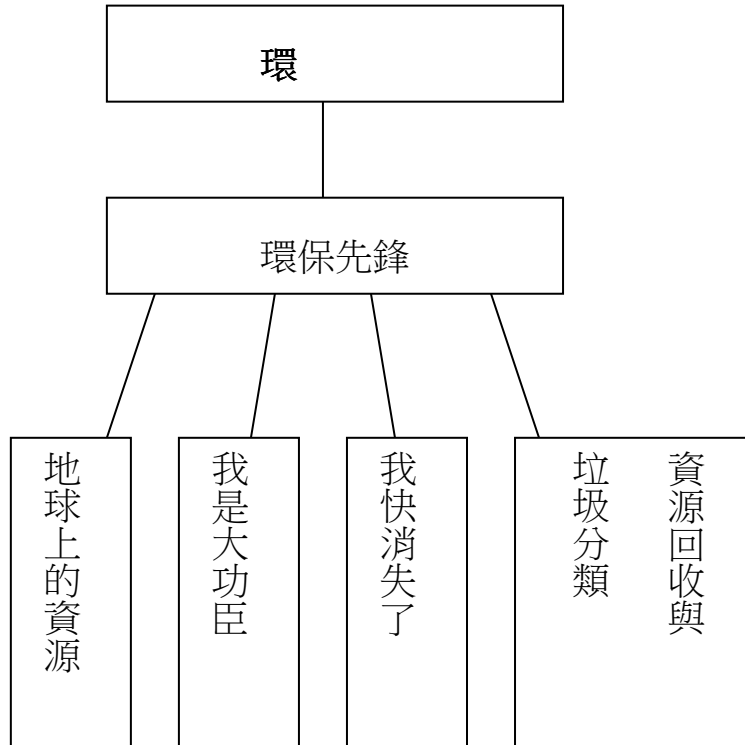 環
環保先鋒
地球上的資源
我是大功臣
我快消失了
資源回收與
垃圾分類